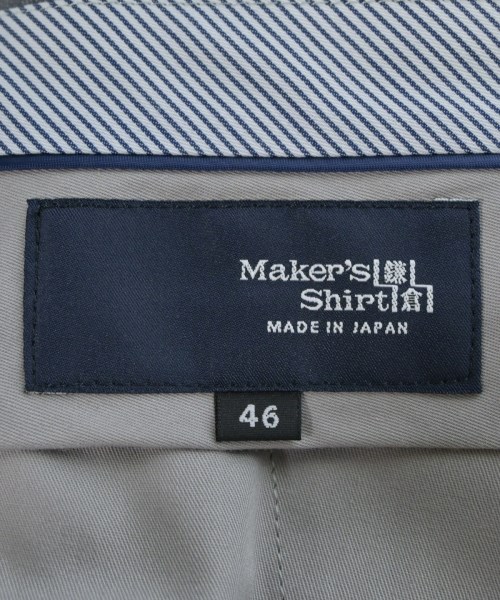 Maker's 鎌
Shirt 倉
MADE IN JAPAN
46